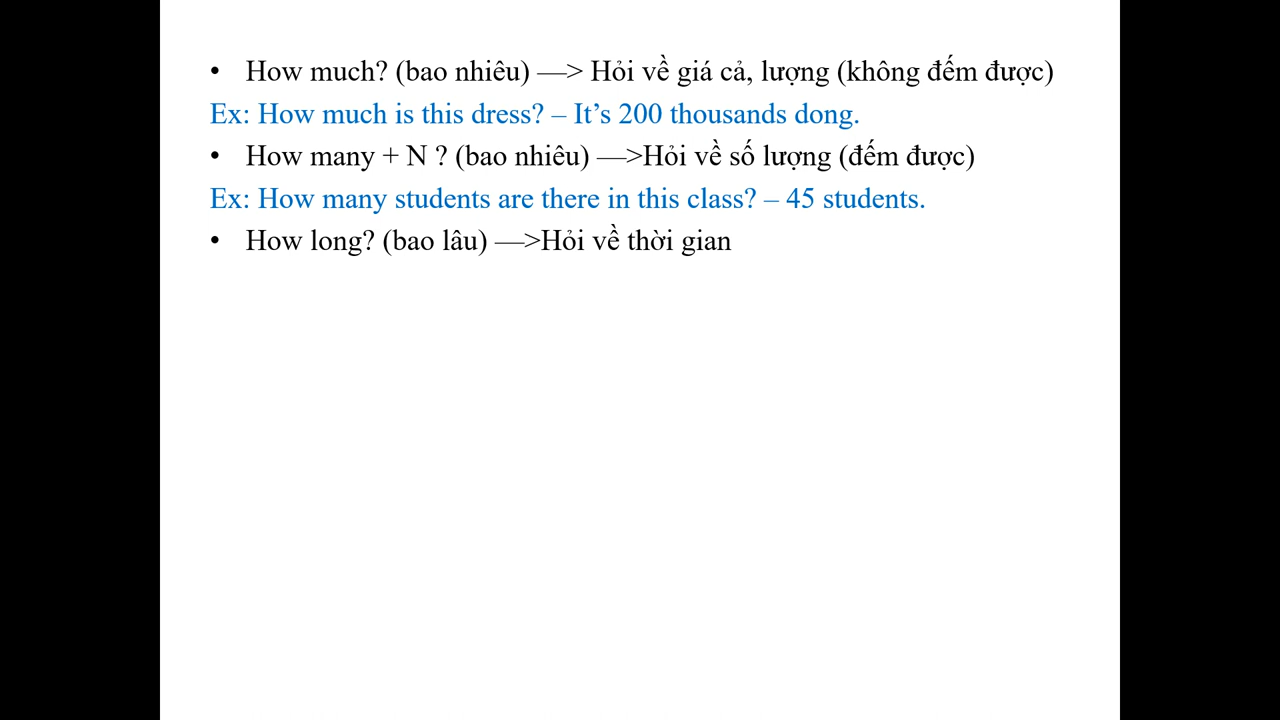 • How much? (bao nhiêu) —> Hỏi về giá cả, lượng (không đếm được)
Ex: How much is this dress? – It’s 200 thousands dong.
• How many + N ? (bao nhiêu) —>Hỏi về số lượng (đếm được)
Ex: How many students are there in this class? – 45 students.
• How long? (bao lâu) —>Hỏi về thời gian